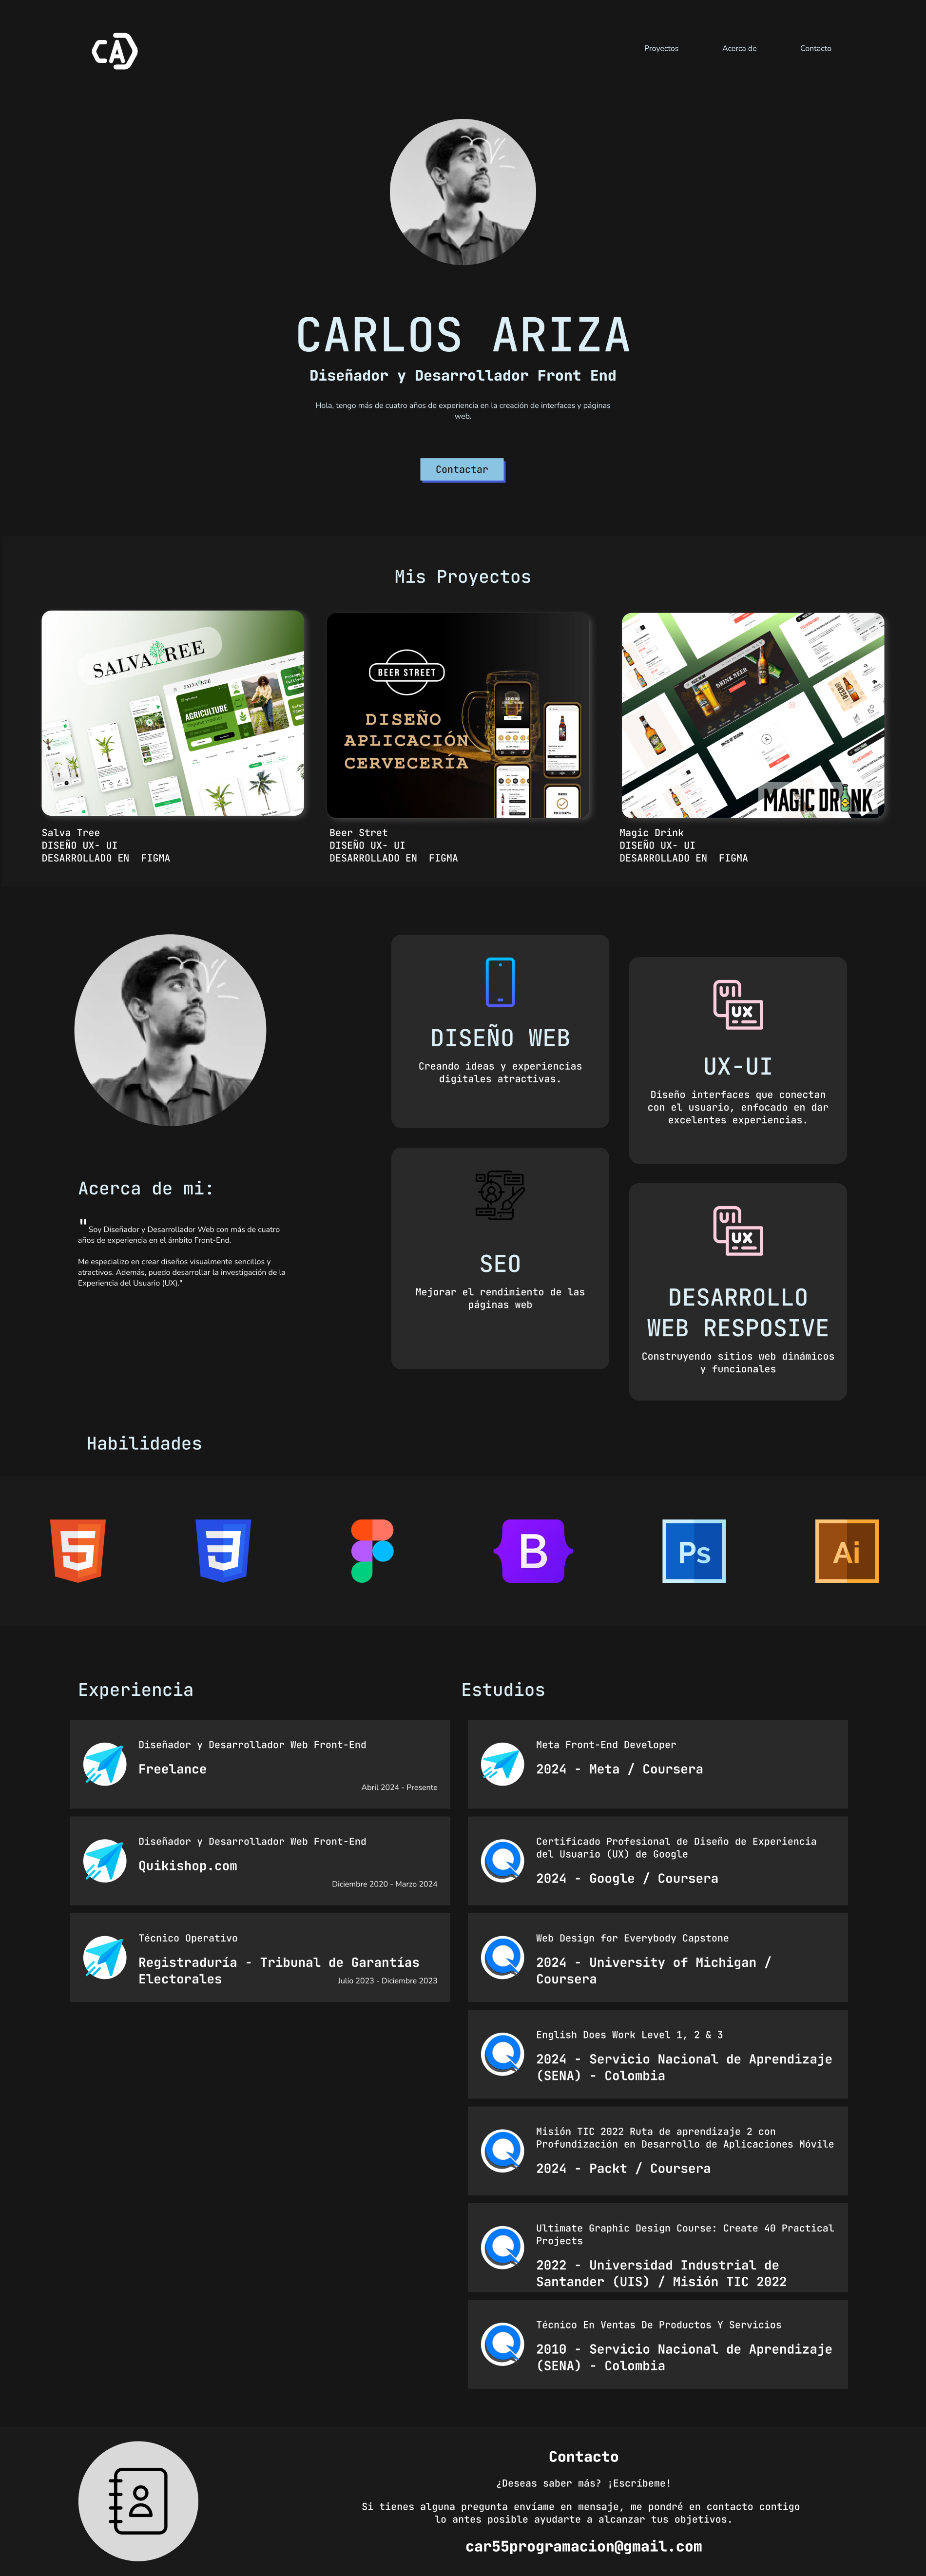 CA
Proyectos Acerca de Contacto
CARLOS ARIZA
Diseñador y Desarrollador Front End
Hola, tengo más de cuatro años de experiencia en la creación de interfaces y páginas
web.
Contactar
Mis Proyectos
SALVATREE
SALVATREE
AGRICULTURE
BEER STREET
DISEÑO
APLICACIÓN
CERVECERÍA
DRINK BEER
MAGIC DRINK
Salva Tree
DISEÑO UX- UI
DESARROLLADO EN FIGMA
Beer Stret
DISEÑO UX- UI
DESARROLLADO EN FIGMA
Magic Drink
DISEÑO UX- UI
DESARROLLADO EN FIGMA
Acerca de mi:
"Soy Diseñador y Desarrollador Web con más de cuatro
años de experiencia en el ámbito Front-End.
Me especializo en crear diseños visualmente sencillos y
atractivos. Además, puedo desarrollar la investigación de la
Experiencia del Usuario (UX)."
DISEÑO WEB
Creando ideas y experiencias
digitales atractivas.
UI
UX
UX-UI
Diseño interfaces que conectan
con el usuario, enfocado en dar
excelentes experiencias.
SEO
Mejorar el rendimiento de las
páginas web
UI
UX
DESARROLLO
WEB RESPOSIVE
Construyendo sitios web dinámicos
y funcionales
Habilidades
5 3 B Ps Ai
Experiencia
Diseñador y Desarrollador Web Front-End
Freelance
Abril 2024 - Presente
Diseñador y Desarrollador Web Front-End
Quikishop.com
Diciembre 2020 - Marzo 2024
Técnico Operativo
Registraduría - Tribunal de Garantías
Electorales
Julio 2023 - Diciembre 2023
Estudios
Meta Front-End Developer
2024 - Meta / Coursera
Certificado Profesional de Diseño de Experiencia
del Usuario (UX) de Google
2024 - Google / Coursera
Web Design for Everybody Capstone
2024 - University of Michigan /
Coursera
English Does Work Level 1, 2 & 3
2024 - Servicio Nacional de Aprendizaje
(SENA) - Colombia
Misión TIC 2022 Ruta de aprendizaje 2 con
Profundización en Desarrollo de Aplicaciones Móvile
2024 - Packt / Coursera
Ultimate Graphic Design Course: Create 40 Practical
Projects
2022 - Universidad Industrial de
Santander (UIS) / Misión TIC 2022
Técnico En Ventas De Productos Y Servicios
2010 - Servicio Nacional de Aprendizaje
(SENA) - Colombia
Contacto
¿Deseas saber más? ¡Escríbeme!
Si tienes alguna pregunta envíame en mensaje, me pondré en contacto contigo
lo antes posible ayudarte a alcanzar tus objetivos.
car55programacion@gmail.com